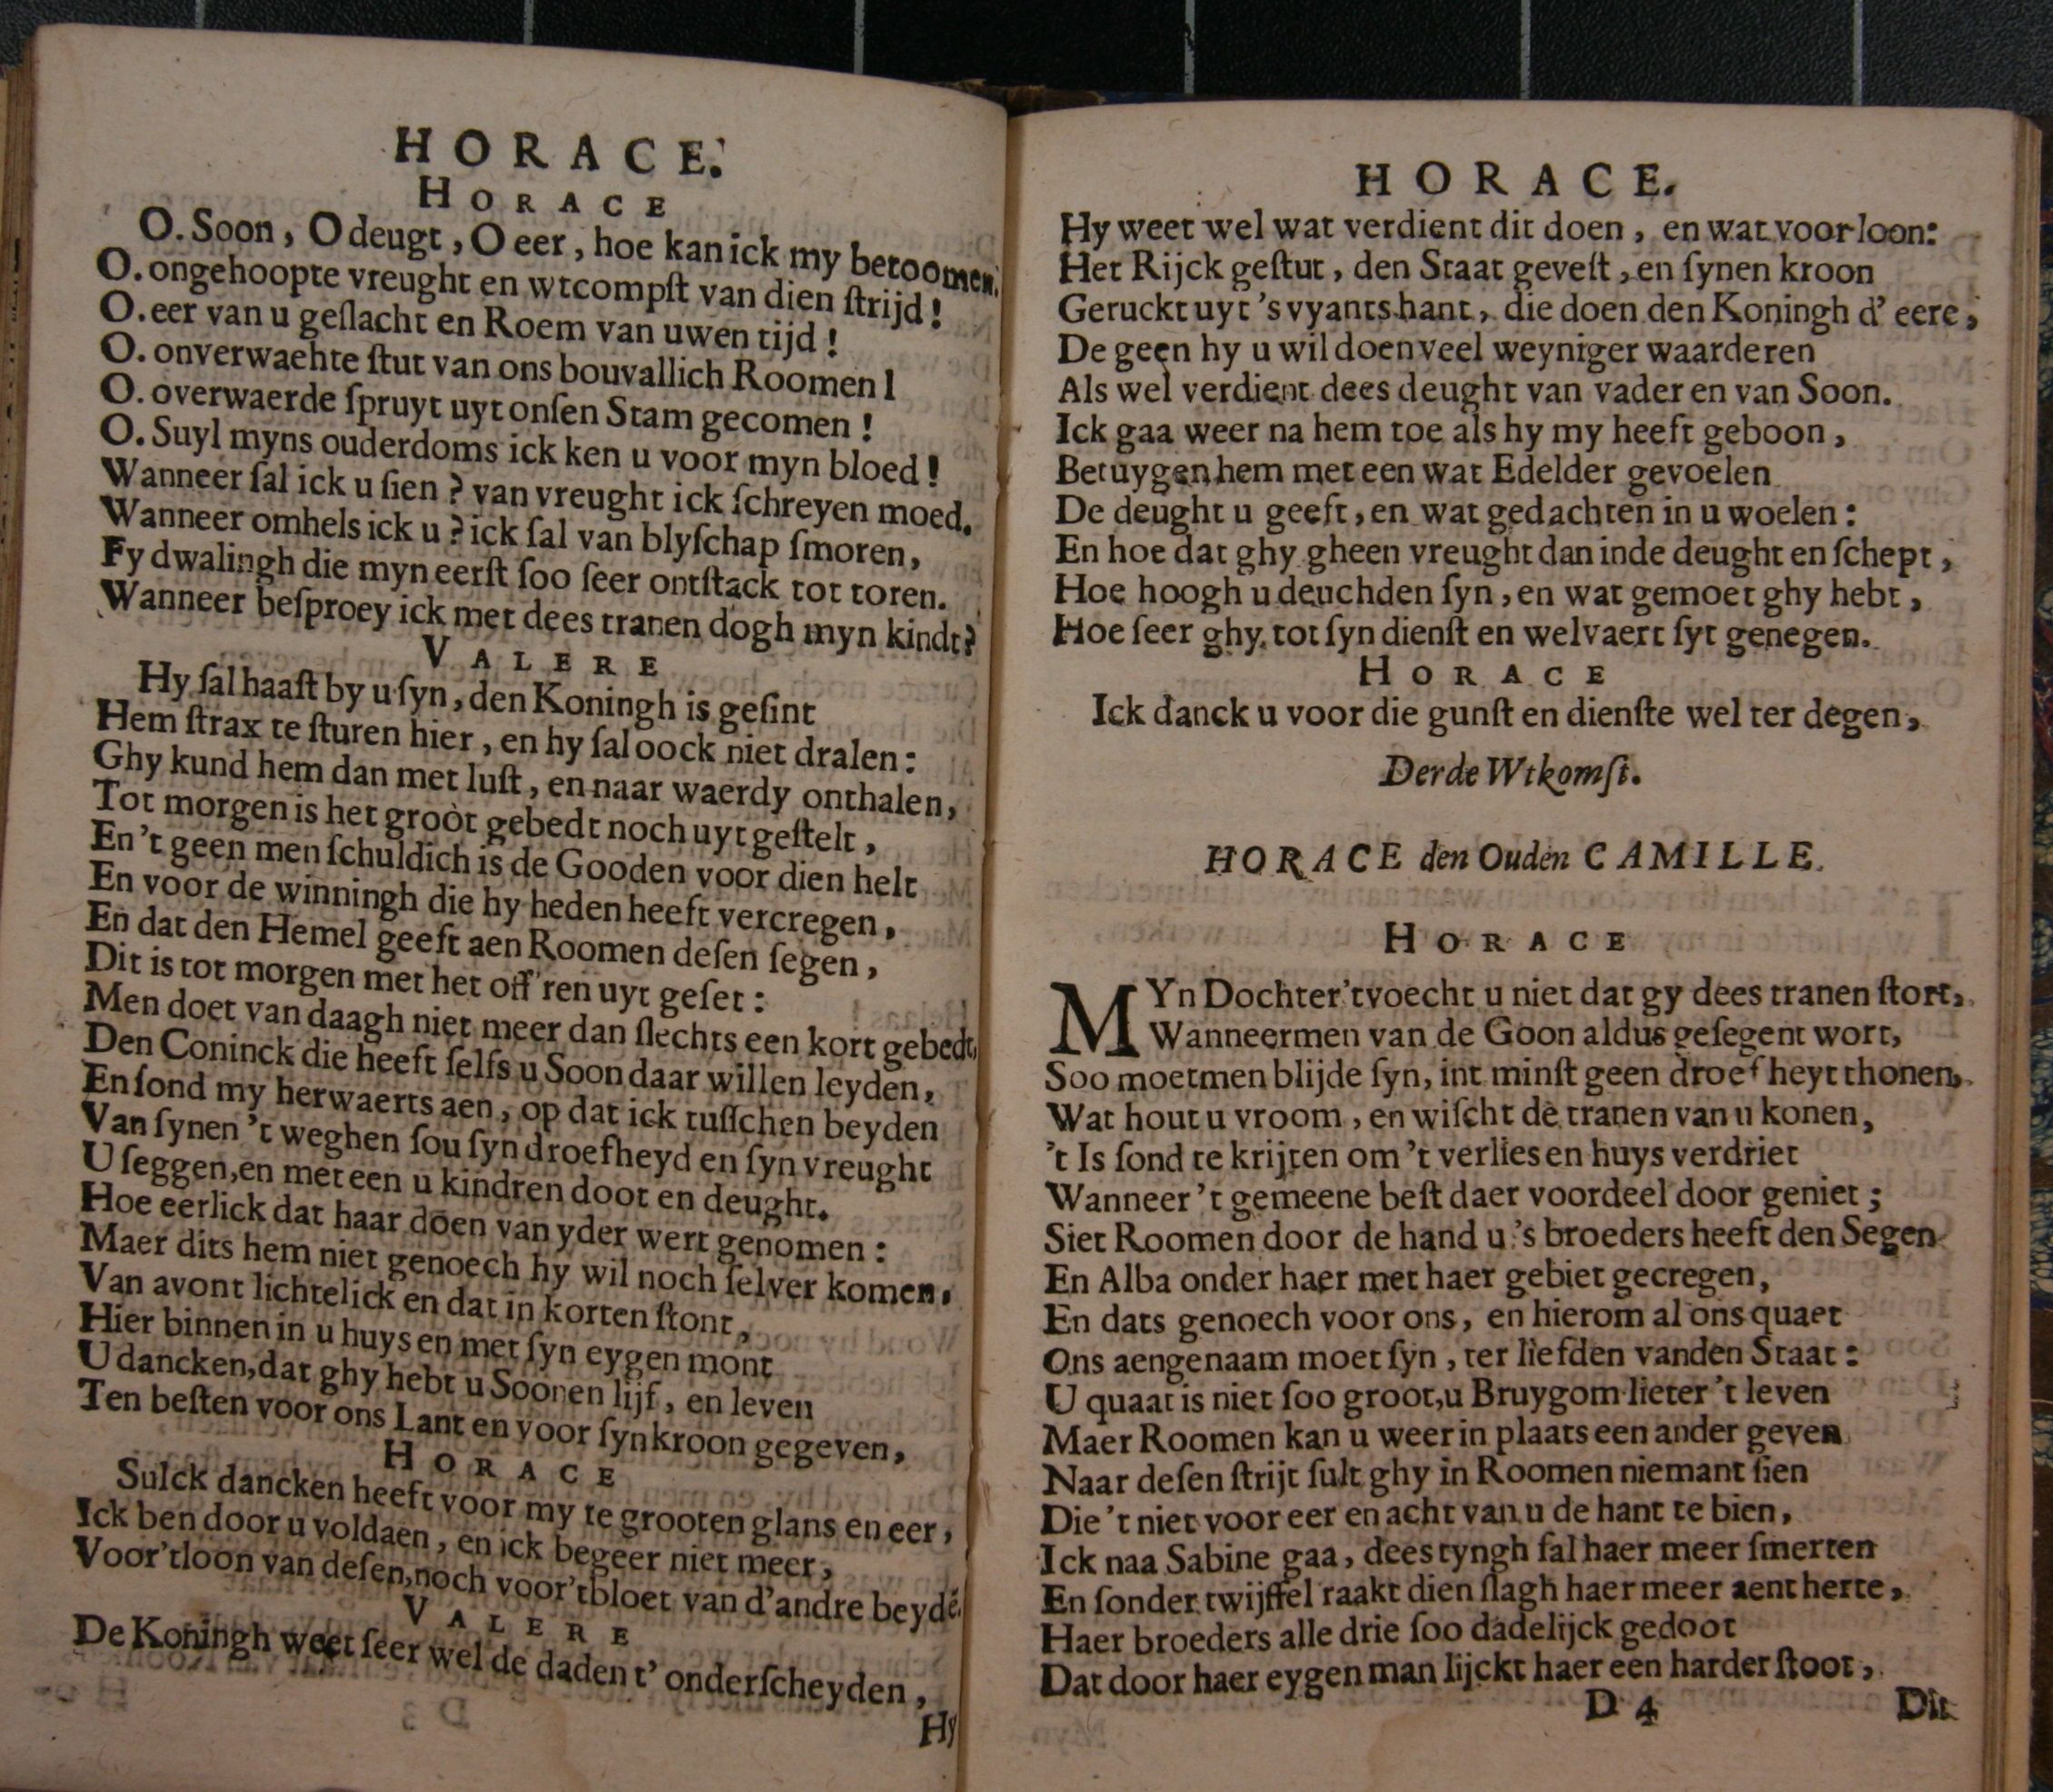 HORACE.
HORACE
O. Soon, O deugt, O eer, hoe kan ick my betoomen.
O. ongehoopte vreught en wtcompſt van dien ſtrijd!
O. eer van u geſlacht en Roem van uwen tijd!
O. onverwaehte ſtut van ons bouvallich Roomen!
O. overwaerde ſpruyt uyt onſen Stam gecomen!
O. Suyl myns ouderdoms ick ken u voor myn bloed!
Wanneer ſal ick u ſien? van vreught ick ſchreyen moed.
Wanneer omhels ick u? ick ſal van blyſchap ſmoren,
Fy dwalingh die myn eerſt ſoo ſeer ontſtack tot toren.
Wanneer beſproey ick met dees tranen dogh myn kindt?
VALERE
Hy ſal haaſt by u ſyn, den Koningh is geſint
Hem ſtrax te ſturen hier, en hy ſal oock niet dralen:
Ghy kund hem dan met luſt, en naar waerdy onthalen,
Tot morgen is het groòt gebedt noch uyt geſtelt,
En 't geen men ſchuldich is de Gooden voor dien helt
En voor de winningh die hy heden heeft vercregen,
En dat den Hemel geeft aen Roomen deſen ſegen,
Dit is tot morgen met het off'ren uyt geſet:
Men doet van daagh niet meer dan ſlechts een kort gebedt,
Den Coninck die heeft ſelfs u Soon daar willen leyden,
En ſond my herwaerts aen, op dat ick tuſſchen beyden
Van ſynen 't weghen ſou ſyn droefheyd en ſyn vreught
U ſeggen, en met een u kindren doot en deught.
Hoe eerlick dat haar doen van yder wert genomen:
Maer dits hem niet genoech hy wil noch ſelver komen.
Van avont lichtelick en dat in korten ſtont,
Hier binnen in u huys en met ſyn eygen mont
U dancken, dat ghy hebt u Soonen lijf, en leven
Ten beſten voor ons Lant en voor ſyn kroon gegeven,
HORACE
Sulck dancken heeft voor my te grooten glans en eer,
Ick ben door u voldaen, en ick begeer niet meer,
Voor'tloon van deſen, noch voor'tbloet van d'andre beydé.
VALERE
De Koningh weet ſeer wel de daden t' onderſcheyden,
Hy
HORACE.
Hy weet wel wat verdient dit doen, en wat voor loon:
Het Rijck geſtut, den Staat geveſt, en ſynen kroon
Geruckt uyt 's vyants hant, die doen den Koningh d' eere,
De geen hy u wil doen veel weyniger waarderen
Als wel verdient dees deught van vader en van Soon.
Ick gaa weer na hem toe als hy my heeft geboon,
Betuygen hem met een wat Edelder gevoelen
De deught u geeft, en wat gedachten in u woelen:
En hoe dat ghy gheen vreught dan inde deught en ſchept,
Hoe hoogh u deuchden ſyn, en wat gemoet ghy hebt,
Hoe ſeer ghy tot ſyn dienſt en welvaert ſyt genegen.
HORACE
Ick danck u voor die gunſt en dienſte wel ter degen,
Derde Wtkomſt.
HORACE den Ouden CAMILLE.
HORACE
MYn Dochter 'tvoecht u niet dat gy dees tranen ſtort,
Wanneermen van de Goon aldus geſegent wort,
Soo moetmen blijde ſyn, int minſt geen droef heyt thonen,
Wat hout u vroom, en wiſcht de tranen van u konen,
't Is ſond te krijten om 't verlies en huys verdriet
Wanneer 't gemeene beſt daer voordeel door geniet;
Siet Roomen door de hand u 's broeders heeft den Segen
En Alba onder haer met haer gebiet gecregen,
En dats genoech voor ons, en hierom al ons quaet
Ons aengenaam moet ſyn, ter liefden vanden Staat:
U quaat is niet ſoo groot, u Bruygom lieter 't leven
Maer Roomen kan u weer in plaats een ander geven
Naar deſen ſtrijt ſult ghy in Roomen niemant ſien
Die 't niet voor eer en acht van u de hant te bien,
Ick naa Sabine gaa, dees tyngh ſal haer meer ſmerten
En ſonder twijffel raakt dien ſlagh haer meer aent herte,
Haer broeders alle drie ſoo dadelijck gedoot
Dat door haer eygen man lijckt haer een harder ſtoot,
D 4
Dit